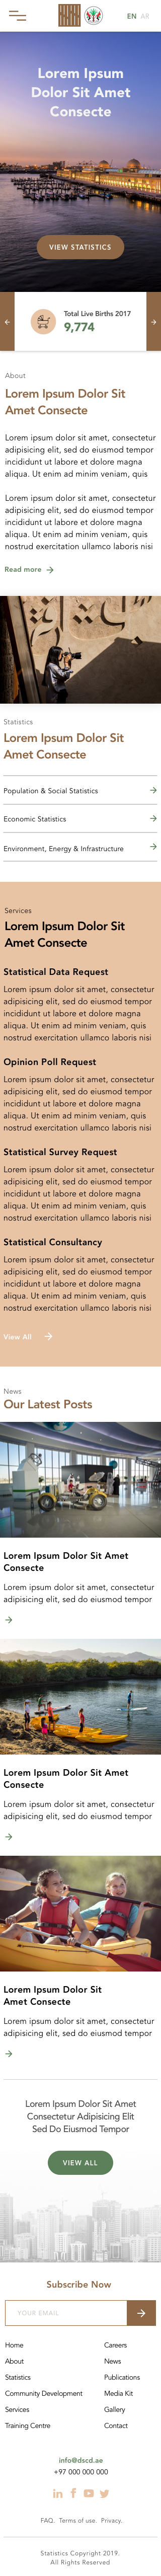 EN AR
Lorem Ipsum
Dolor Sit Amet
Consecte
VIEW STATISTICS
Total Live Births 2017
9,774
About
Lorem Ipsum Dolor Sit
Amet Consecte
Lorem ipsum dolor sit amet, consectetur
adipisicing elit, sed do eiusmod tempor
incididunt ut labore et dolore magna
aliqua. Ut enim ad minim veniam, quis
Lorem ipsum dolor sit amet, consectetur
adipisicing elit, sed do eiusmod tempor
incididunt ut labore et dolore magna
aliqua. Ut enim ad minim veniam, quis
nostrud exercitation ullamco laboris nisi
Read more
Statistics
Lorem Ipsum Dolor Sit
Amet Consecte
Population & Social Statistics
Economic Statistics
Environment, Energy & Infrastructure
Services
Lorem Ipsum Dolor Sit
Amet Consecte
Statistical Data Request
Lorem ipsum dolor sit amet, consectetur
adipisicing elit, sed do eiusmod tempor
incididunt ut labore et dolore magna
aliqua. Ut enim ad minim veniam, quis
nostrud exercitation ullamco laboris nisi
Opinion Poll Request
Lorem ipsum dolor sit amet, consectetur
adipisicing elit, sed do eiusmod tempor
incididunt ut labore et dolore magna
aliqua. Ut enim ad minim veniam, quis
nostrud exercitation ullamco laboris nisi
Statistical Survey Request
Lorem ipsum dolor sit amet, consectetur
adipisicing elit, sed do eiusmod tempor
incididunt ut labore et dolore magna
aliqua. Ut enim ad minim veniam, quis
nostrud exercitation ullamco laboris nisi
Statistical Consultancy
Lorem ipsum dolor sit amet, consectetur
adipisicing elit, sed do eiusmod tempor
incididunt ut labore et dolore magna
aliqua. Ut enim ad minim veniam, quis
nostrud exercitation ullamco laboris nisi
View All
News
Our Latest Posts
Lorem Ipsum Dolor Sit Amet
Consecte
Lorem ipsum dolor sit amet, consectetur
adipisicing elit, sed do eiusmod tempor
Lorem Ipsum Dolor Sit Amet
Consecte
Lorem ipsum dolor sit amet, consectetur
adipisicing elit, sed do eiusmod tempor
Lorem Ipsum Dolor Sit
Amet Consecte
Lorem ipsum dolor sit amet, consectetur
adipisicing elit, sed do eiusmod tempor
Lorem Ipsum Dolor Sit Amet
Consectetur Adipisicing Elit
Sed Do Eiusmod Tempor
VIEW ALL
Subscribe Now
YOUR EMAIL
Home
Careers
About
News
Statistics
Publications
Community Development
Media Kit
Services
Gallery
Training Centre
Contact
info@dscd.ae
+97 000 000 000
FAQ. Terms of use. Privacy.
Statistics Copyright 2019.
All Rights Reserved